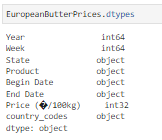 EuropeanButterPrices.dtypes
Year int64
Week int64
State object
Product object
Begin Date object
End Date object
Price (�/100kg) int32
country_codes object
dtype: object